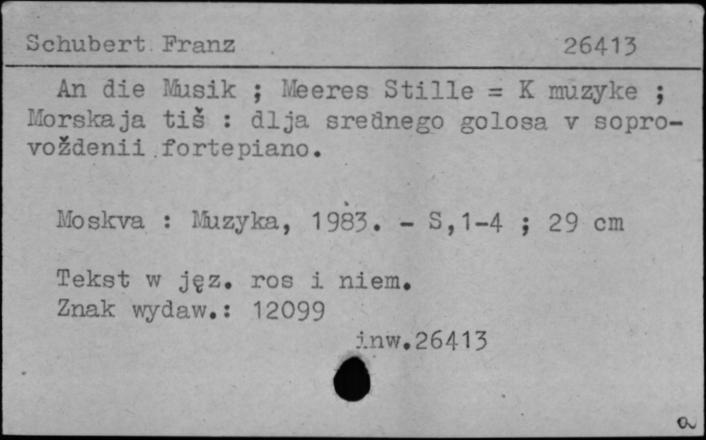 Schubert Franz 26413
An die Musik ; Meeres Stille = K muzyke ;
Morskaja tiš : dlja srednego golosa v sopro-
voždenii fortepiano.
Moskva : Muzyka, 1983. - S,1-4 ; 29 cm
Tekst w jęz. ros i niem.
Znak wydaw.: 12099
inw.26413
a